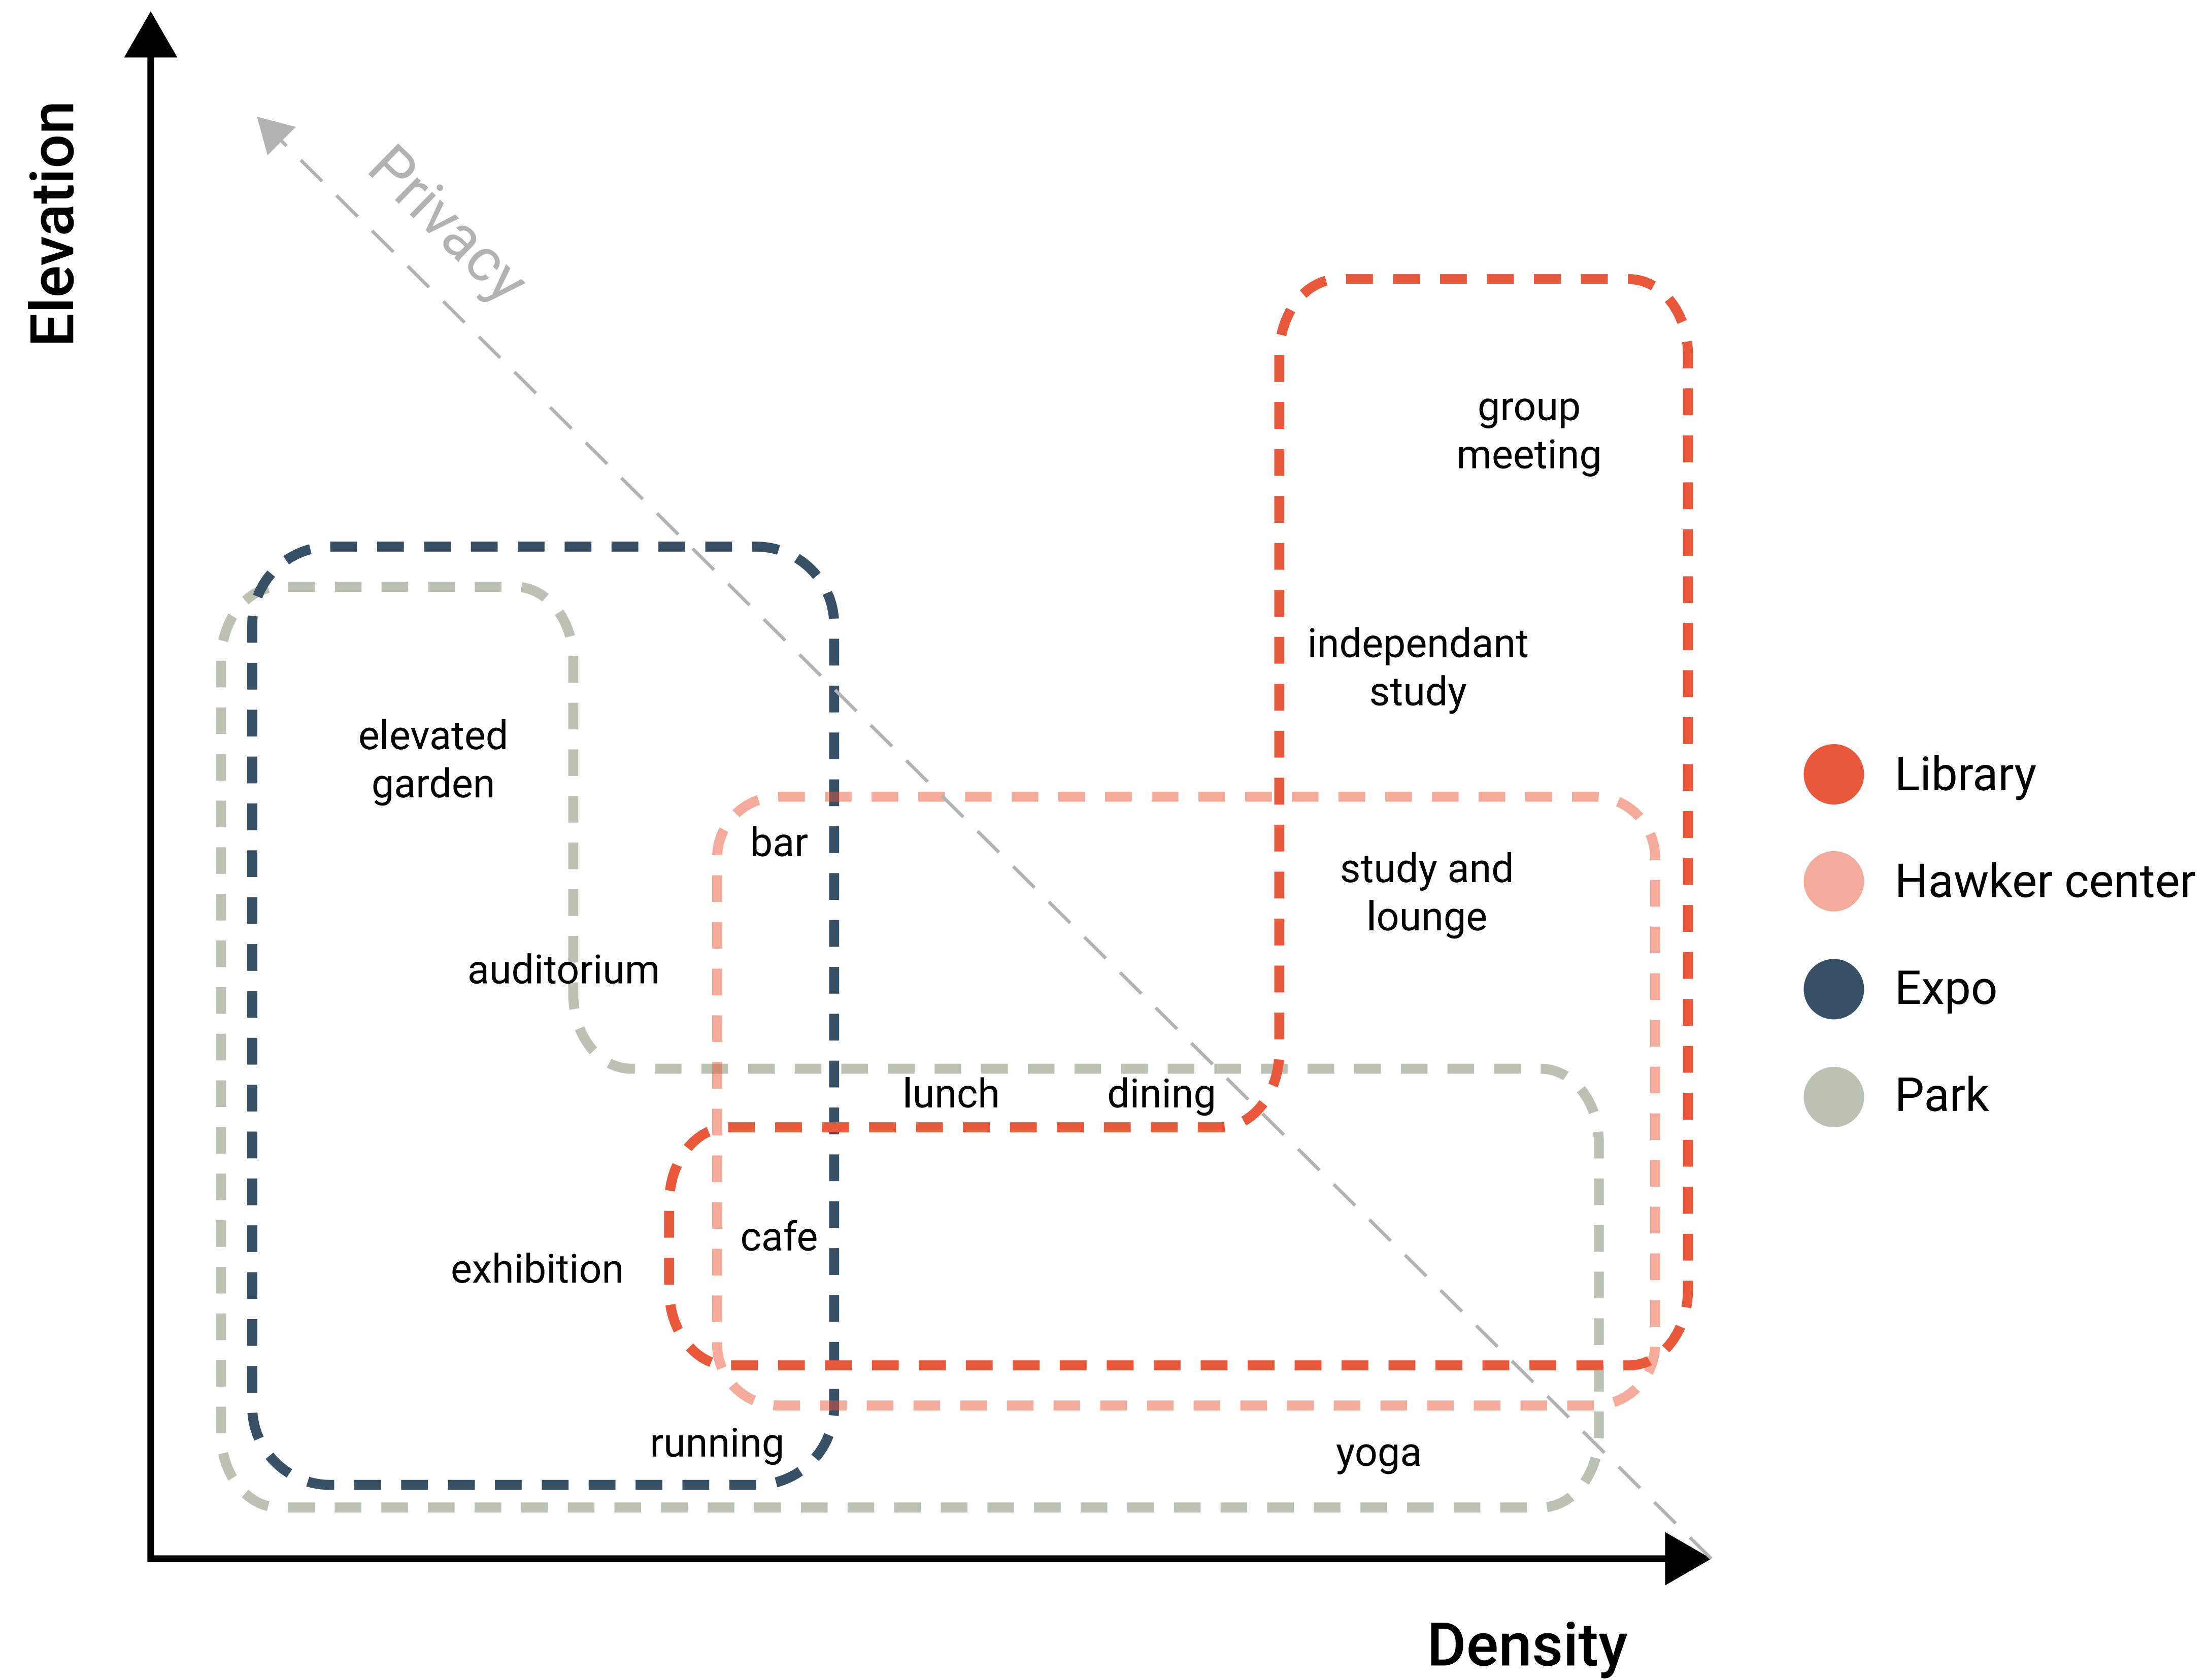 Elevation
Privacy
group
meeting
independant
study
elevated
garden
bar
study and
lounge
auditorium
lunch
dining
cafe
exhibition
running
yoga
Library
Hawker center
Expo
Park
Density